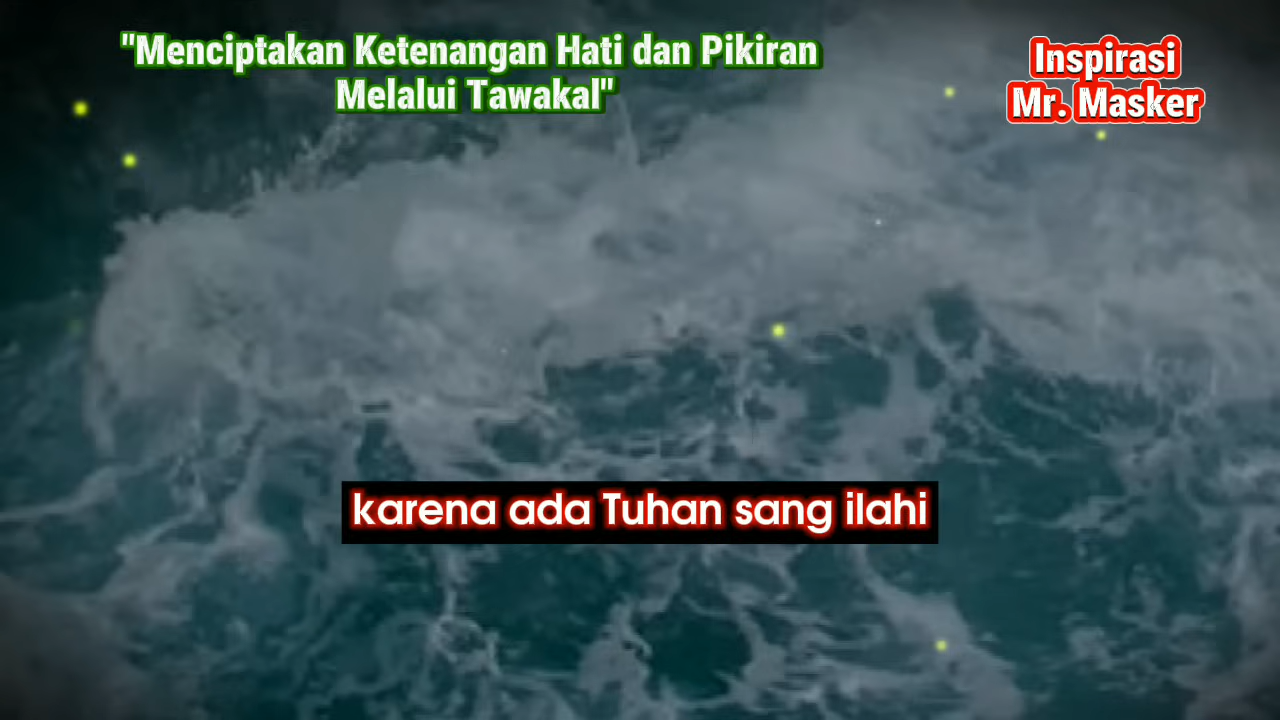 "Menciptakan Ketenangan Hati dan Pikiran
Melalui Tawakal"
Inspirasi
Mr. Masker
karena ada Tuhan sang ilahi